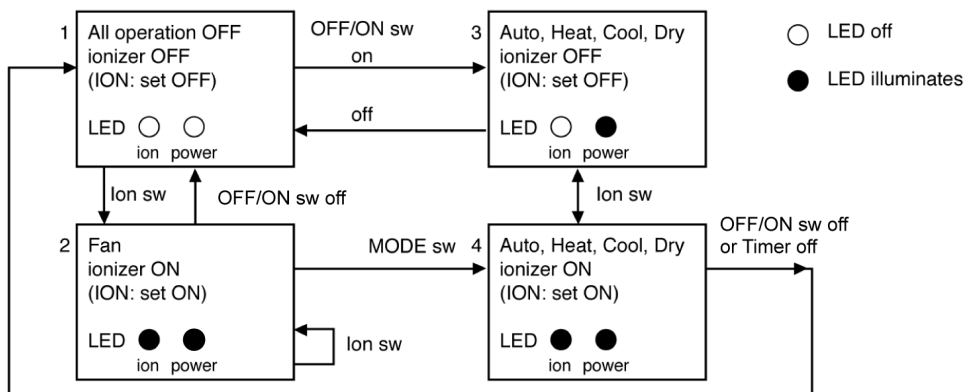 1
All operation OFF
ionizer OFF
(ION: set OFF)
LED
ion power
OFF/ON sw
on
off
3
Auto, Heat, Cool, Dry
ionizer OFF
(ION: set OFF)
LED
ion power
LED off
LED illuminates
Ion sw
OFF/ON sw off
Ion sw
2
Fan
ionizer ON
(ION: set ON)
LED
ion power
Ion sw
MODE sw
4
Auto, Heat, Cool, Dry
ionizer ON
(ION: set ON)
LED
ion power
OFF/ON sw off
or Timer off